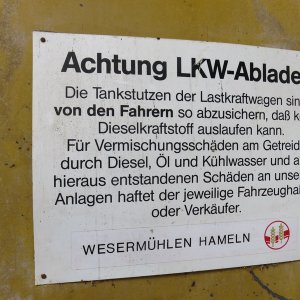 Achtung LKW-Ablade
Die Tankstutzen der Lastkraftwagen sin
von den Fahrern so abzusichern, daß k
Dieselkraftstoff auslaufen kann.
Für Vermischungsschäden am Getreid
durch Diesel, Öl und Kühlwasser und a
hieraus entstandenen Schäden an unse
Anlagen haftet der jeweilige Fahrzeugha
oder Verkäufer.
WESERMÜHLEN HAMELN